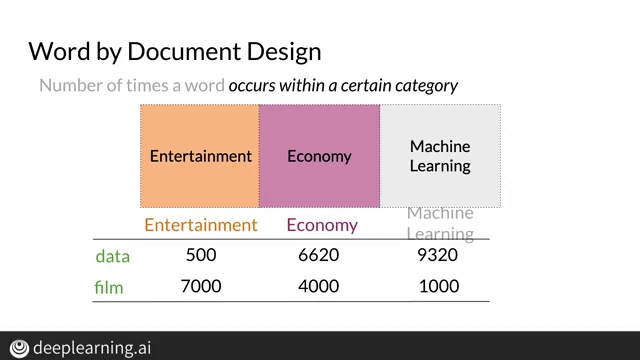 Word by Document Design
Number of times a word occurs within a certain category
Entertainment Economy Machine
Learning
Entertainment Economy Machine
Learning
data 500 6620 9320
film 7000 4000 1000
deeplearning.ai